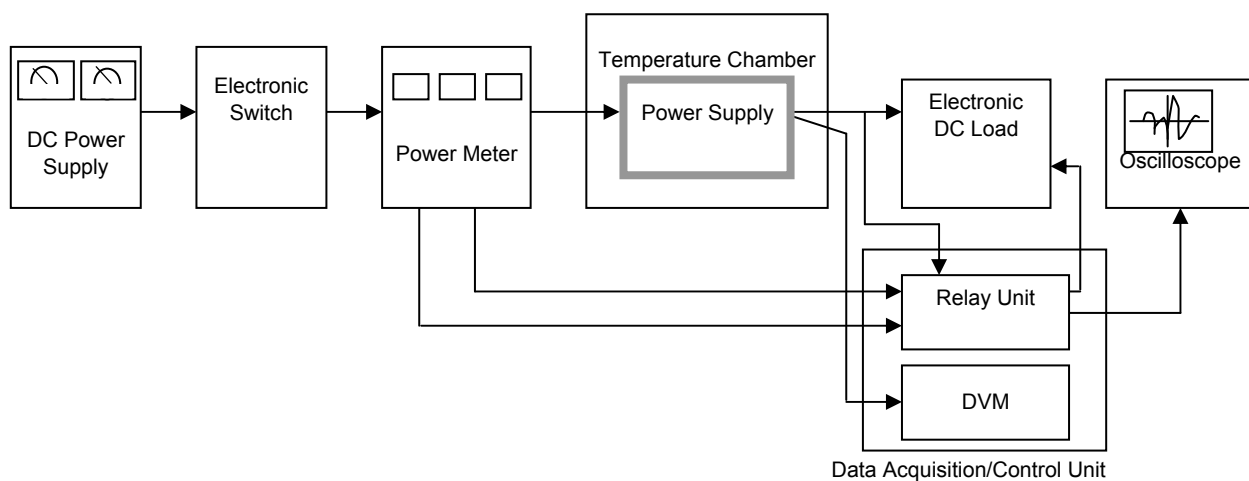 DC Power
Supply
Electronic
Switch
Power Meter
Temperature Chamber
Power Supply
Electronic
DC Load
Oscilloscope
Relay Unit
DVM
Data Acquisition/Control Unit